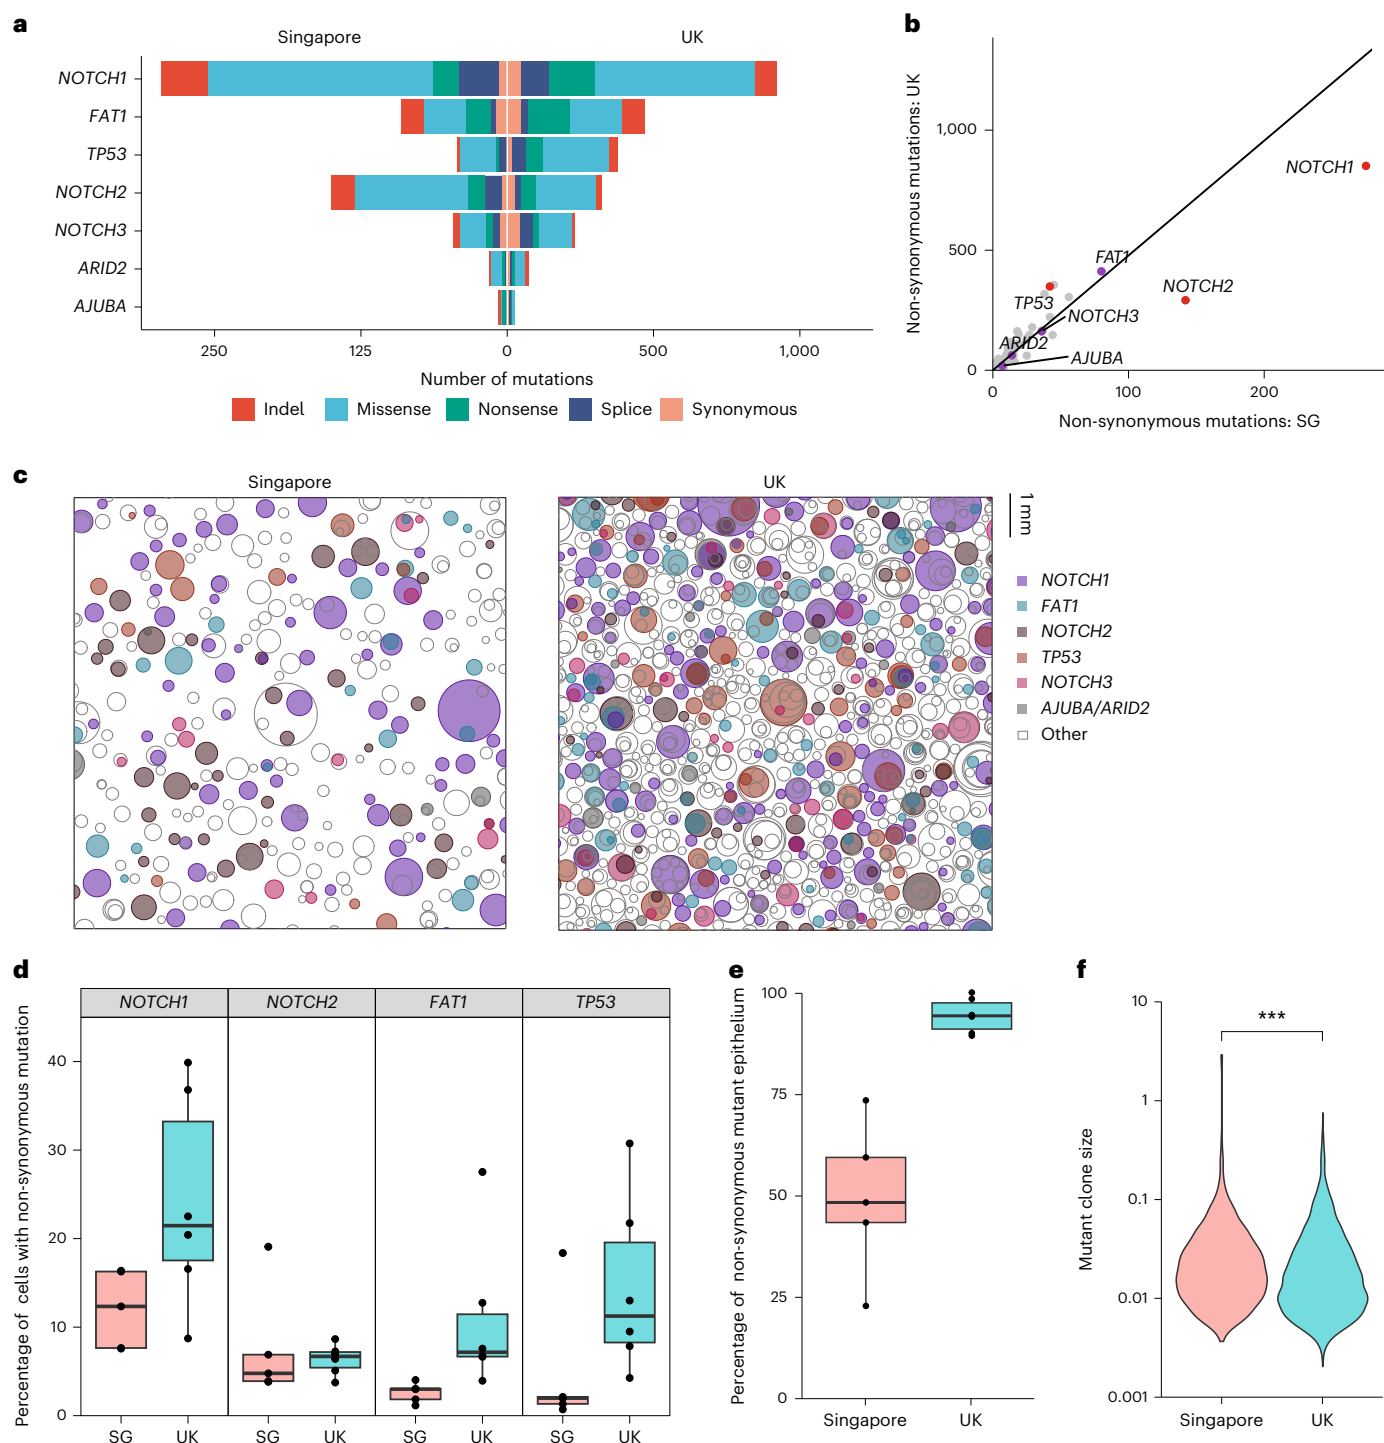 a
Singapore
UK
NOTCH1
FAT1
TP53
NOTCH2
NOTCH3
ARID2
AJUBA
250
125
0
500
1,000
Number of mutations
Indel
Missense
Nonsense
Splice
Synonymous
b
Non-synonymous mutations: UK
1,000
500
0
NOTCH1
FAT1
NOTCH2
TP53
NOTCH3
ARID2
AJUBA
0
100
200
Non-synonymous mutations: SG
c
Singapore
UK
1 mm
NOTCH1
FAT1
NOTCH2
TP53
NOTCH3
AJUBA/ARID2
Other
d
Percentage of cells with non-synonymous mutation
NOTCH1
NOTCH2
FAT1
TP53
40
30
20
10
0
SG
UK
SG
UK
SG
UK
SG
UK
e
Percentage of non-synonymous mutant epithelium
100
75
50
25
0
Singapore
UK
f
Mutant clone size
10
1
0.1
0.01
0.001
***
Singapore
UK